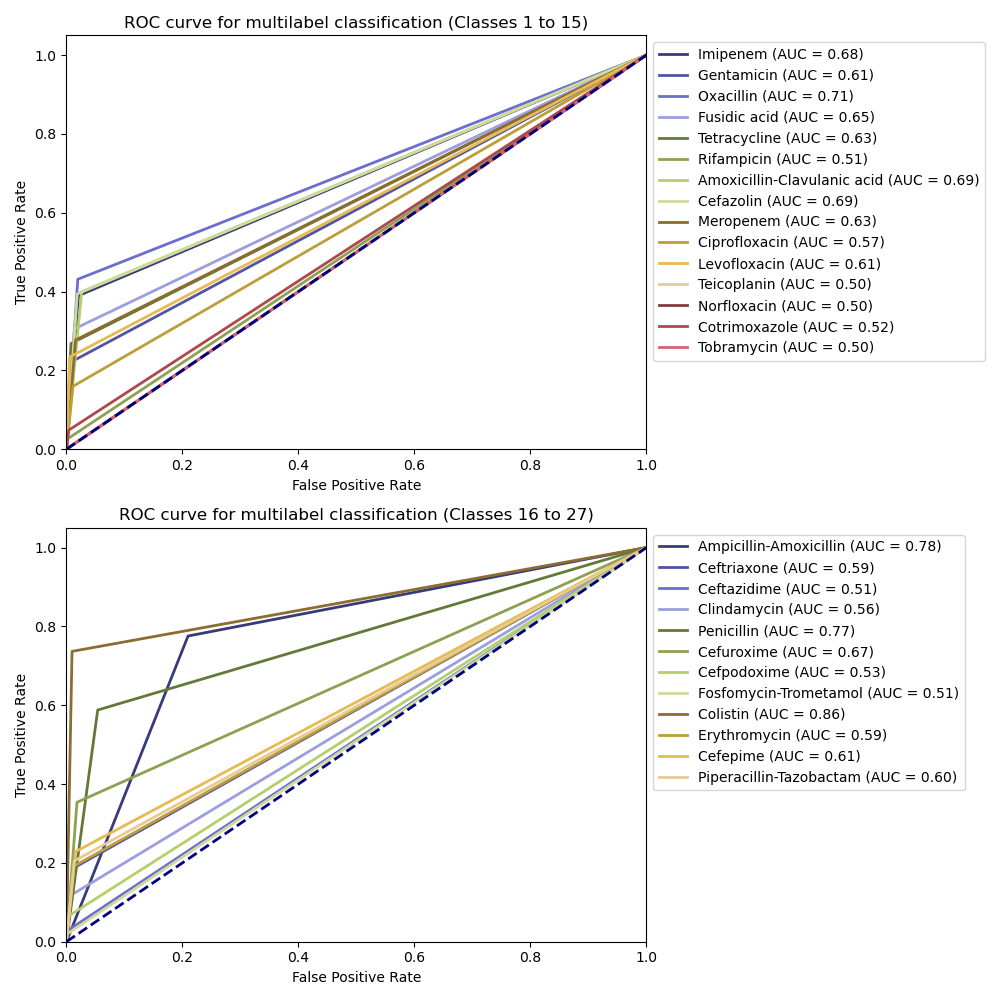 ROC curve for multilabel classification (Classes 1 to 15)
True Positive Rate
1.0
0.8
0.6
0.4
0.2
0.0
0.0 0.2 0.4 0.6 0.8 1.0
False Positive Rate
Imipenem (AUC = 0.68)
Gentamicin (AUC = 0.61)
Oxacillin (AUC = 0.71)
Fusidic acid (AUC = 0.65)
Tetracycline (AUC = 0.63)
Rifampicin (AUC = 0.51)
Amoxicillin-Clavulanic acid (AUC = 0.69)
Cefazolin (AUC = 0.69)
Meropenem (AUC = 0.63)
Ciprofloxacin (AUC = 0.57)
Levofloxacin (AUC = 0.61)
Teicoplanin (AUC = 0.50)
Norfloxacin (AUC = 0.50)
Cotrimoxazole (AUC = 0.52)
Tobramycin (AUC = 0.50)
ROC curve for multilabel classification (Classes 16 to 27)
True Positive Rate
1.0
0.8
0.6
0.4
0.2
0.0
0.0 0.2 0.4 0.6 0.8 1.0
False Positive Rate
Ampicillin-Amoxicillin (AUC = 0.78)
Ceftriaxone (AUC = 0.59)
Ceftazidime (AUC = 0.51)
Clindamycin (AUC = 0.56)
Penicillin (AUC = 0.77)
Cefuroxime (AUC = 0.67)
Cefpodoxime (AUC = 0.53)
Fosfomycin-Trometamol (AUC = 0.51)
Colistin (AUC = 0.86)
Erythromycin (AUC = 0.59)
Cefepime (AUC = 0.61)
Piperacillin-Tazobactam (AUC = 0.60)